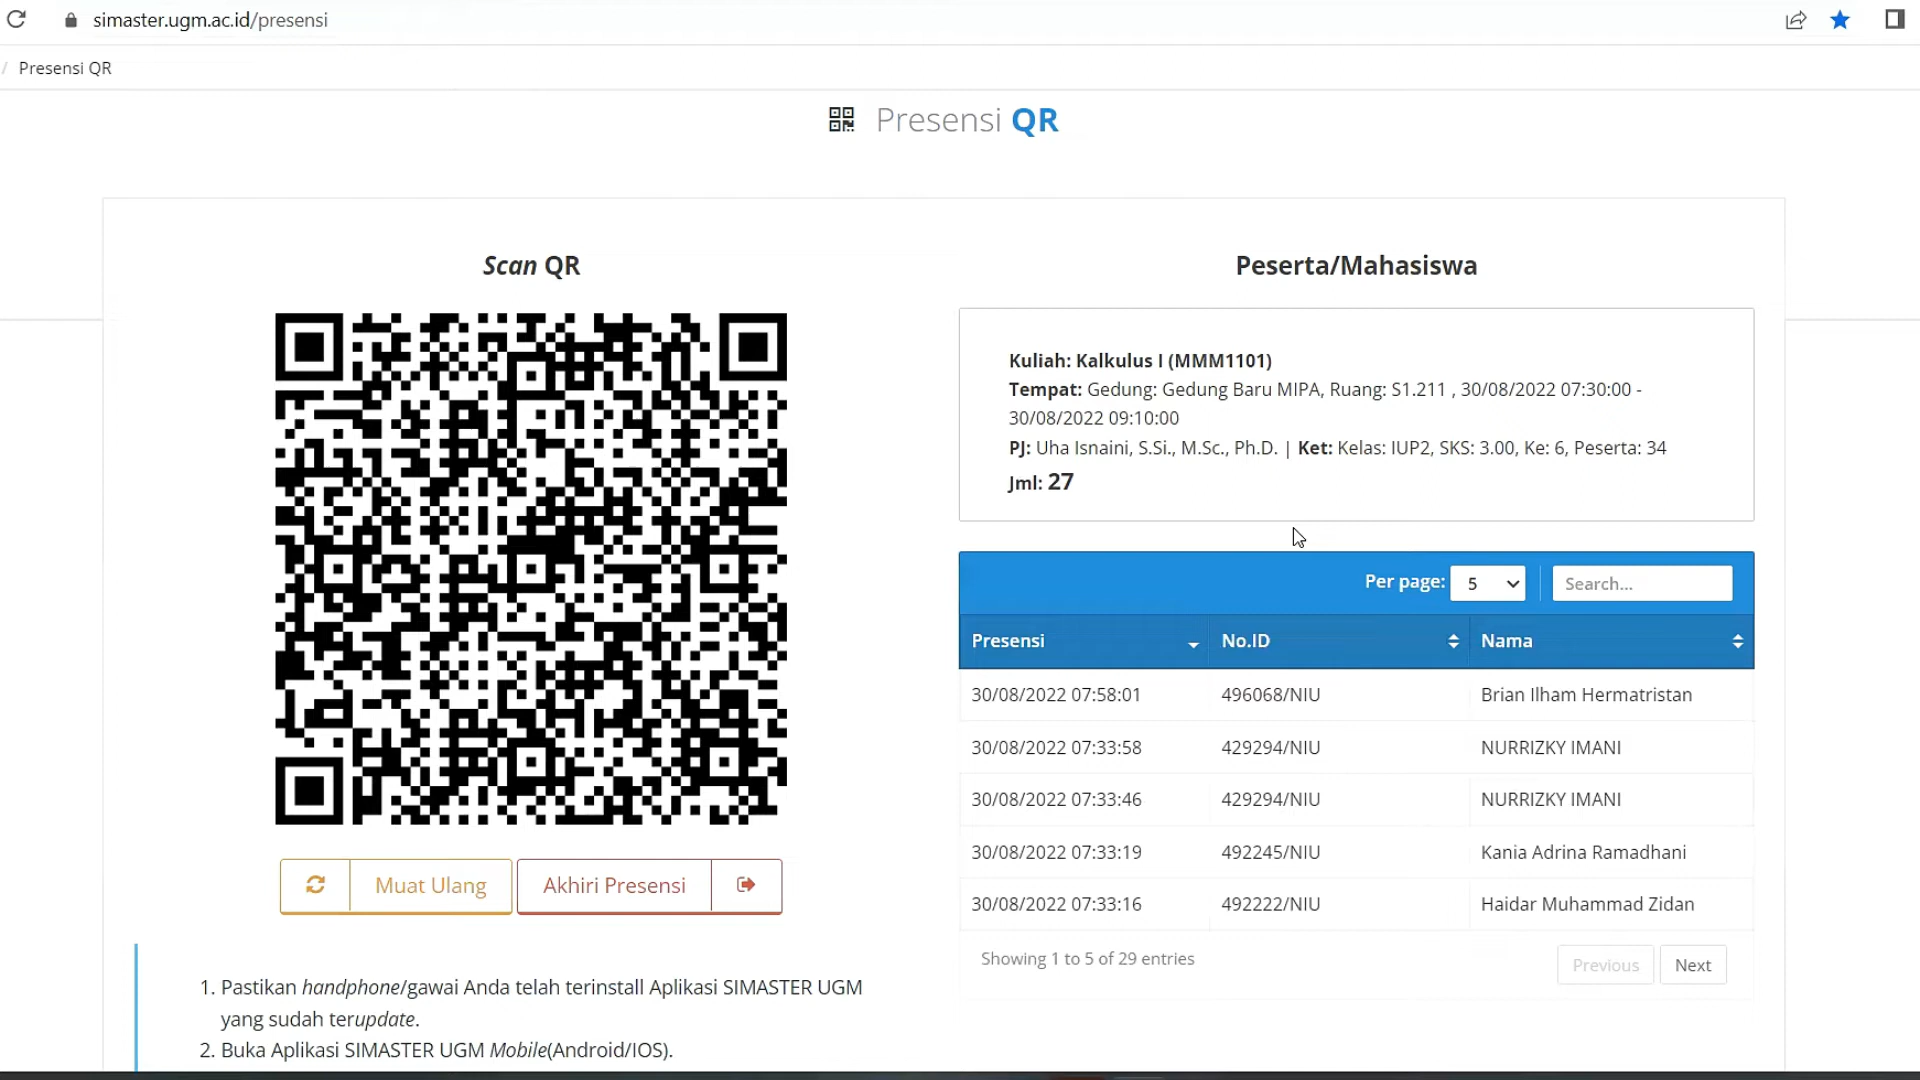 simaster.ugm.ac.id/presensi
/ Presensi QR
Presensi QR
Scan QR
Muat Ulang
Akhiri Presensi
1. Pastikan handphone/gawai Anda telah terinstall Aplikasi SIMASTER UGM
yang sudah terupdate.
2. Buka Aplikasi SIMASTER UGM Mobile(Android/IOS).
Peserta/Mahasiswa
Kuliah: Kalkulus I (MMM1101)
Tempat: Gedung: Gedung Baru MIPA, Ruang: S1.211 , 30/08/2022 07:30:00 -
30/08/2022 09:10:00
PJ: Uha Isnaini, S.Si., M.Sc., Ph.D. | Ket: Kelas: IUP2, SKS: 3.00, Ke: 6, Peserta: 34
Jml: 27
Per page: 5 Search...
Presensi No.ID Nama
30/08/2022 07:58:01 496068/NIU Brian Ilham Hermatristan
30/08/2022 07:33:58 429294/NIU NURRIZKY IMANI
30/08/2022 07:33:46 429294/NIU NURRIZKY IMANI
30/08/2022 07:33:19 492245/NIU Kania Adrina Ramadhani
30/08/2022 07:33:16 492222/NIU Haidar Muhammad Zidan
Showing 1 to 5 of 29 entries
Previous Next